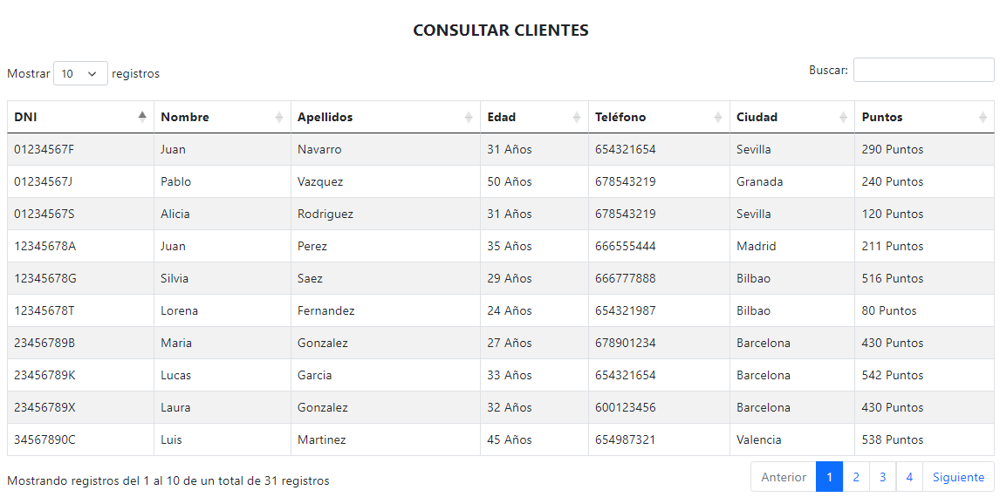 CONSULTAR CLIENTES
Mostrar 10 registros Buscar:
DNI Nombre Apellidos Edad Teléfono Ciudad Puntos
01234567F Juan Navarro 31 Años 654321654 Sevilla 290 Puntos
01234567J Pablo Vazquez 50 Años 678543219 Granada 240 Puntos
01234567S Alicia Rodriguez 31 Años 678543219 Sevilla 120 Puntos
12345678A Juan Perez 35 Años 666555444 Madrid 211 Puntos
12345678G Silvia Saez 29 Años 666777888 Bilbao 516 Puntos
12345678T Lorena Fernandez 24 Años 654321987 Bilbao 80 Puntos
23456789B Maria Gonzalez 27 Años 678901234 Barcelona 430 Puntos
23456789K Lucas Garcia 33 Años 654321654 Barcelona 542 Puntos
23456789X Laura Gonzalez 32 Años 600123456 Barcelona 430 Puntos
34567890C Luis Martinez 45 Años 654987321 Valencia 538 Puntos
Mostrando registros del 1 al 10 de un total de 31 registros Anterior 1 2 3 4 Siguiente